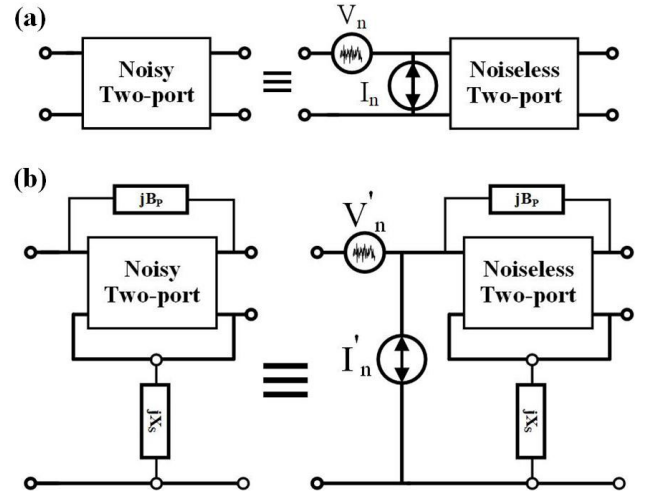 (a)
Noisy
Two-port
≡
Vn
In
Noiseless
Two-port
(b)
jBP
Noisy
Two-port
jXS
≡
V'n
I'n
jBP
Noiseless
Two-port
jXS